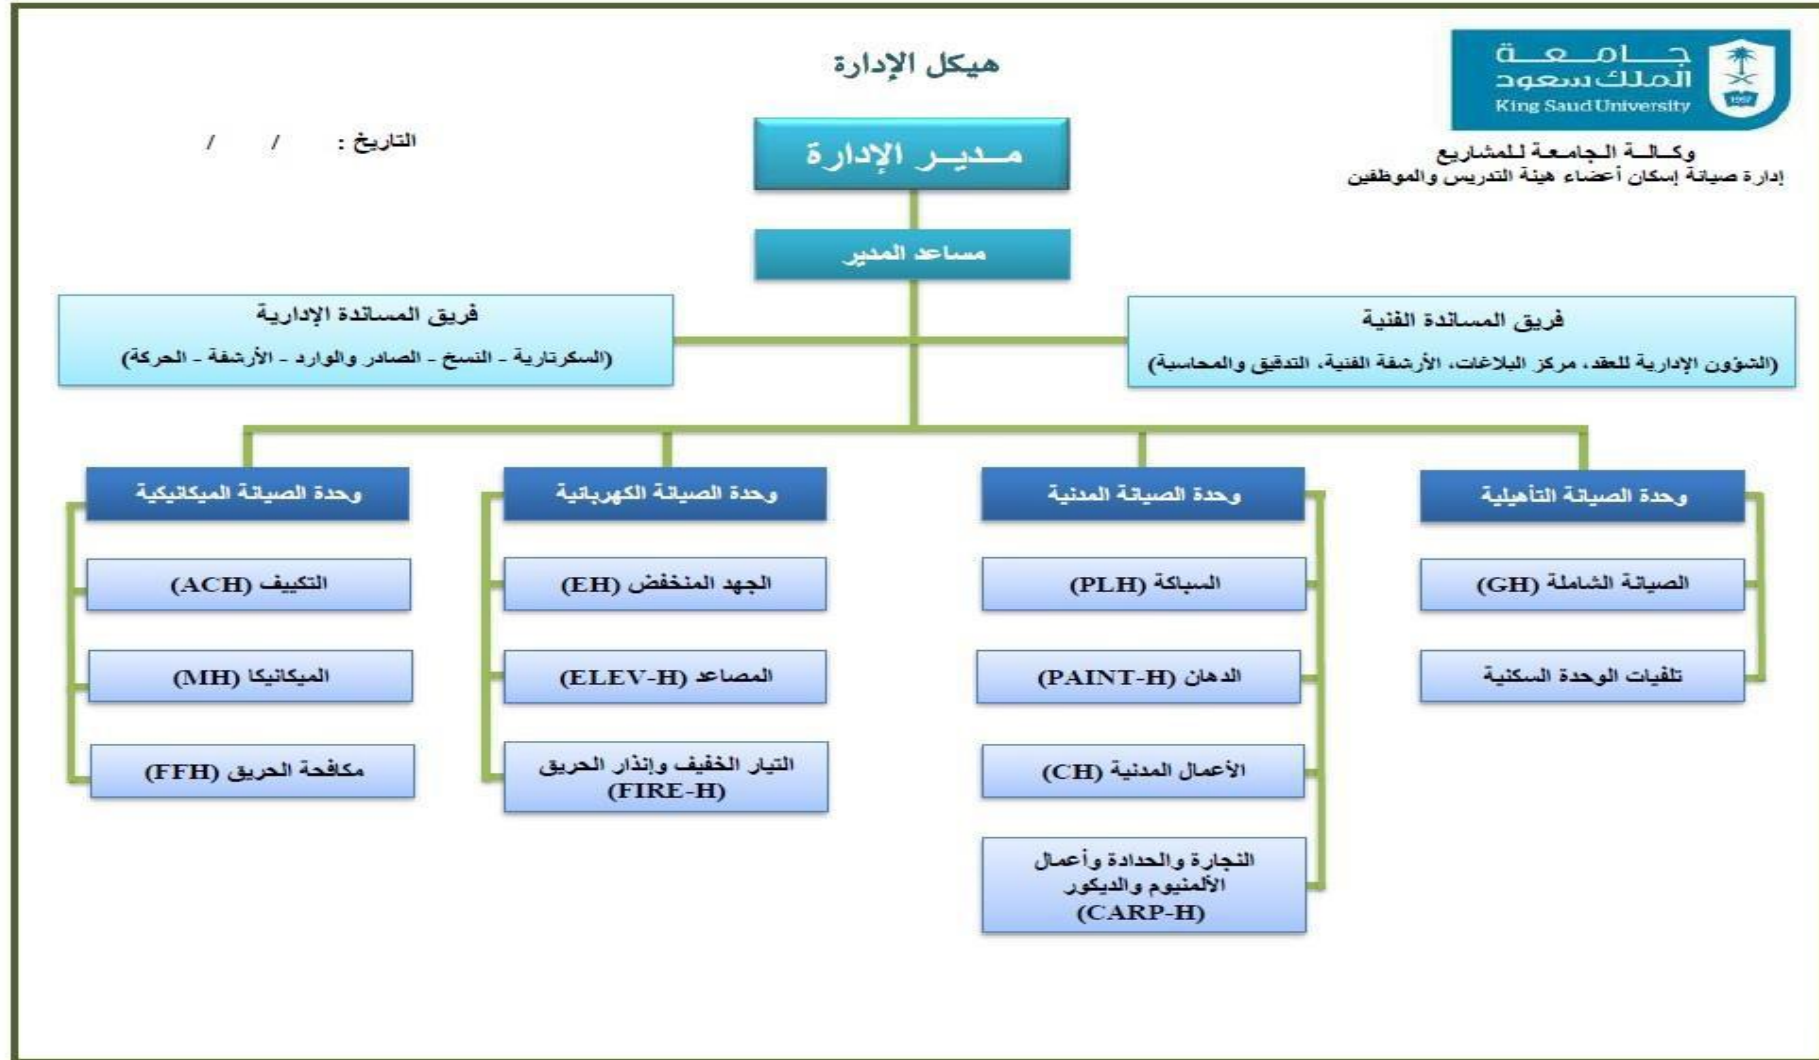 جـــامـعـة
الملك سعود
King Saud University
1957
وكـالـة الـجامـعـة للـمشاريع
إدارة صيانة إسكان أعضاء هيئة التدريس والموظفين
هيكل الإدارة
التاريخ : / /
مـديـر الإدارة
مساعد المدير
فريق المساندة الفنية
(الشؤون الإدارية للعقد، مركز البلاغات، الأرشفة الفنية، التدقيق والمحاسبة)
فريق المساندة الإدارية
(السكرتارية - النسخ - الصادر والوارد - الأرشفة - الحركة)
وحدة الصيانة التأهيلية
الصيانة الشاملة (GH)
تلفيات الوحدة السكنية
وحدة الصيانة المدنية
السباكة (PLH)
الدهان (PAINT-H)
الأعمال المدنية (CH)
النجارة والحدادة وأعمال
الألمنيوم والديكور
(CARP-H)
وحدة الصيانة الكهربائية
الجهد المنخفض (EH)
المصاعد (ELEV-H)
التيار الخفيف وإنذار الحريق
(FIRE-H)
وحدة الصيانة الميكانيكية
التكييف (ACH)
الميكانيكا (MH)
مكافحة الحريق (FFH)